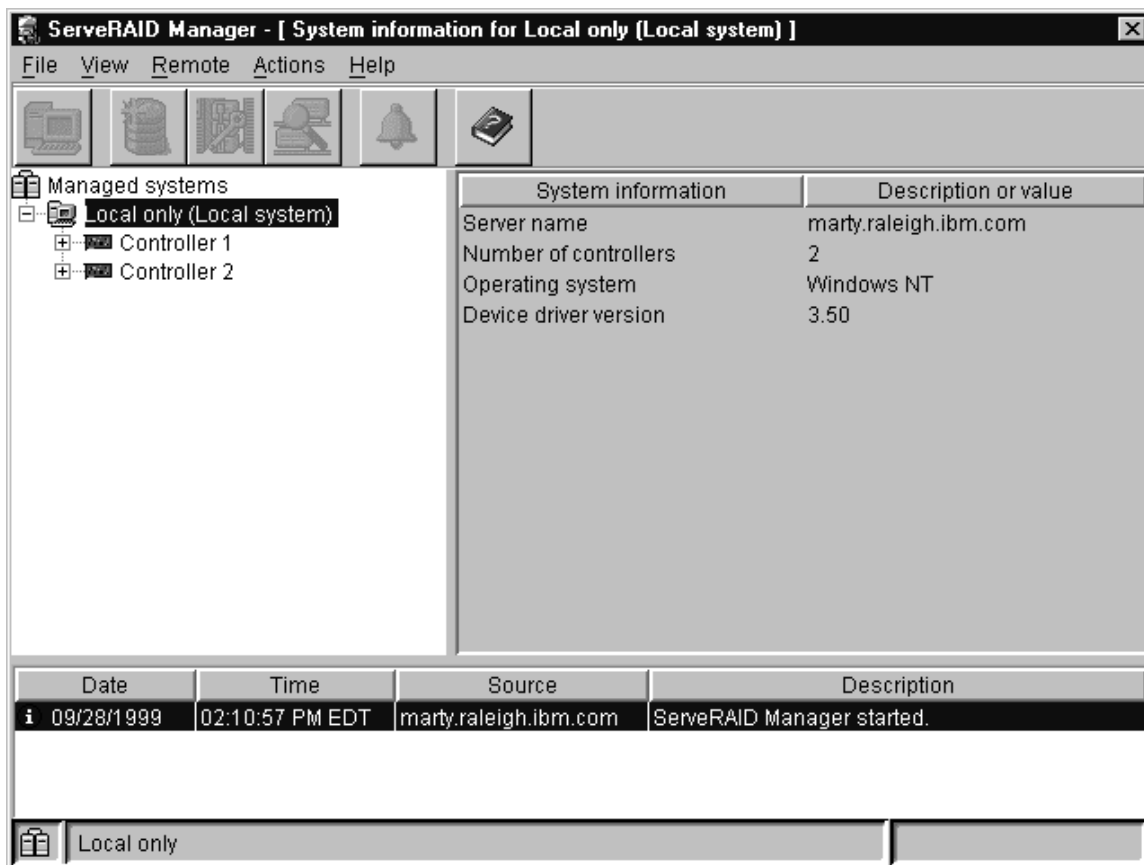 ServeRAID Manager - [ System information for Local only (Local system) ]
File View Remote Actions Help
Managed systems
Local only (Local system)
Controller 1
Controller 2
System information Description or value
Server name marty.raleigh.ibm.com
Number of controllers 2
Operating system Windows NT
Device driver version 3.50
Date Time Source Description
09/28/1999 02:10:57 PM EDT marty.raleigh.ibm.com ServeRAID Manager started.
Local only